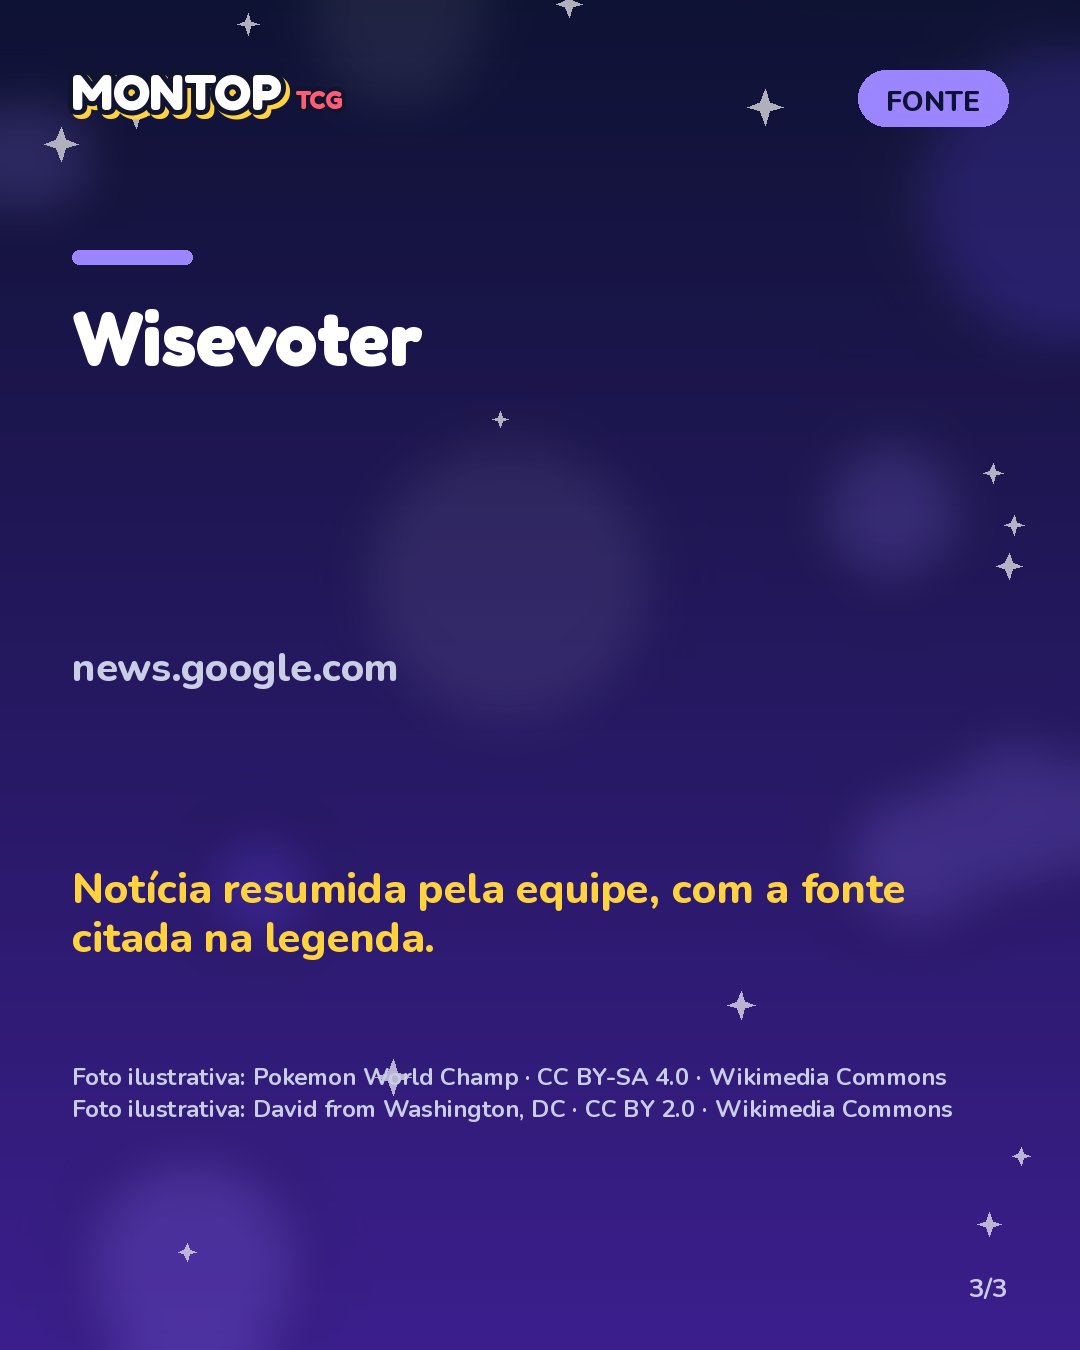 MONTOP TCG
FONTE
Wisevoter
news.google.com
Notícia resumida pela equipe, com a fonte
citada na legenda.
Foto ilustrativa: Pokemon World Champ · CC BY-SA 4.0 · Wikimedia Commons
Foto ilustrativa: David from Washington, DC · CC BY 2.0 · Wikimedia Commons
3/3